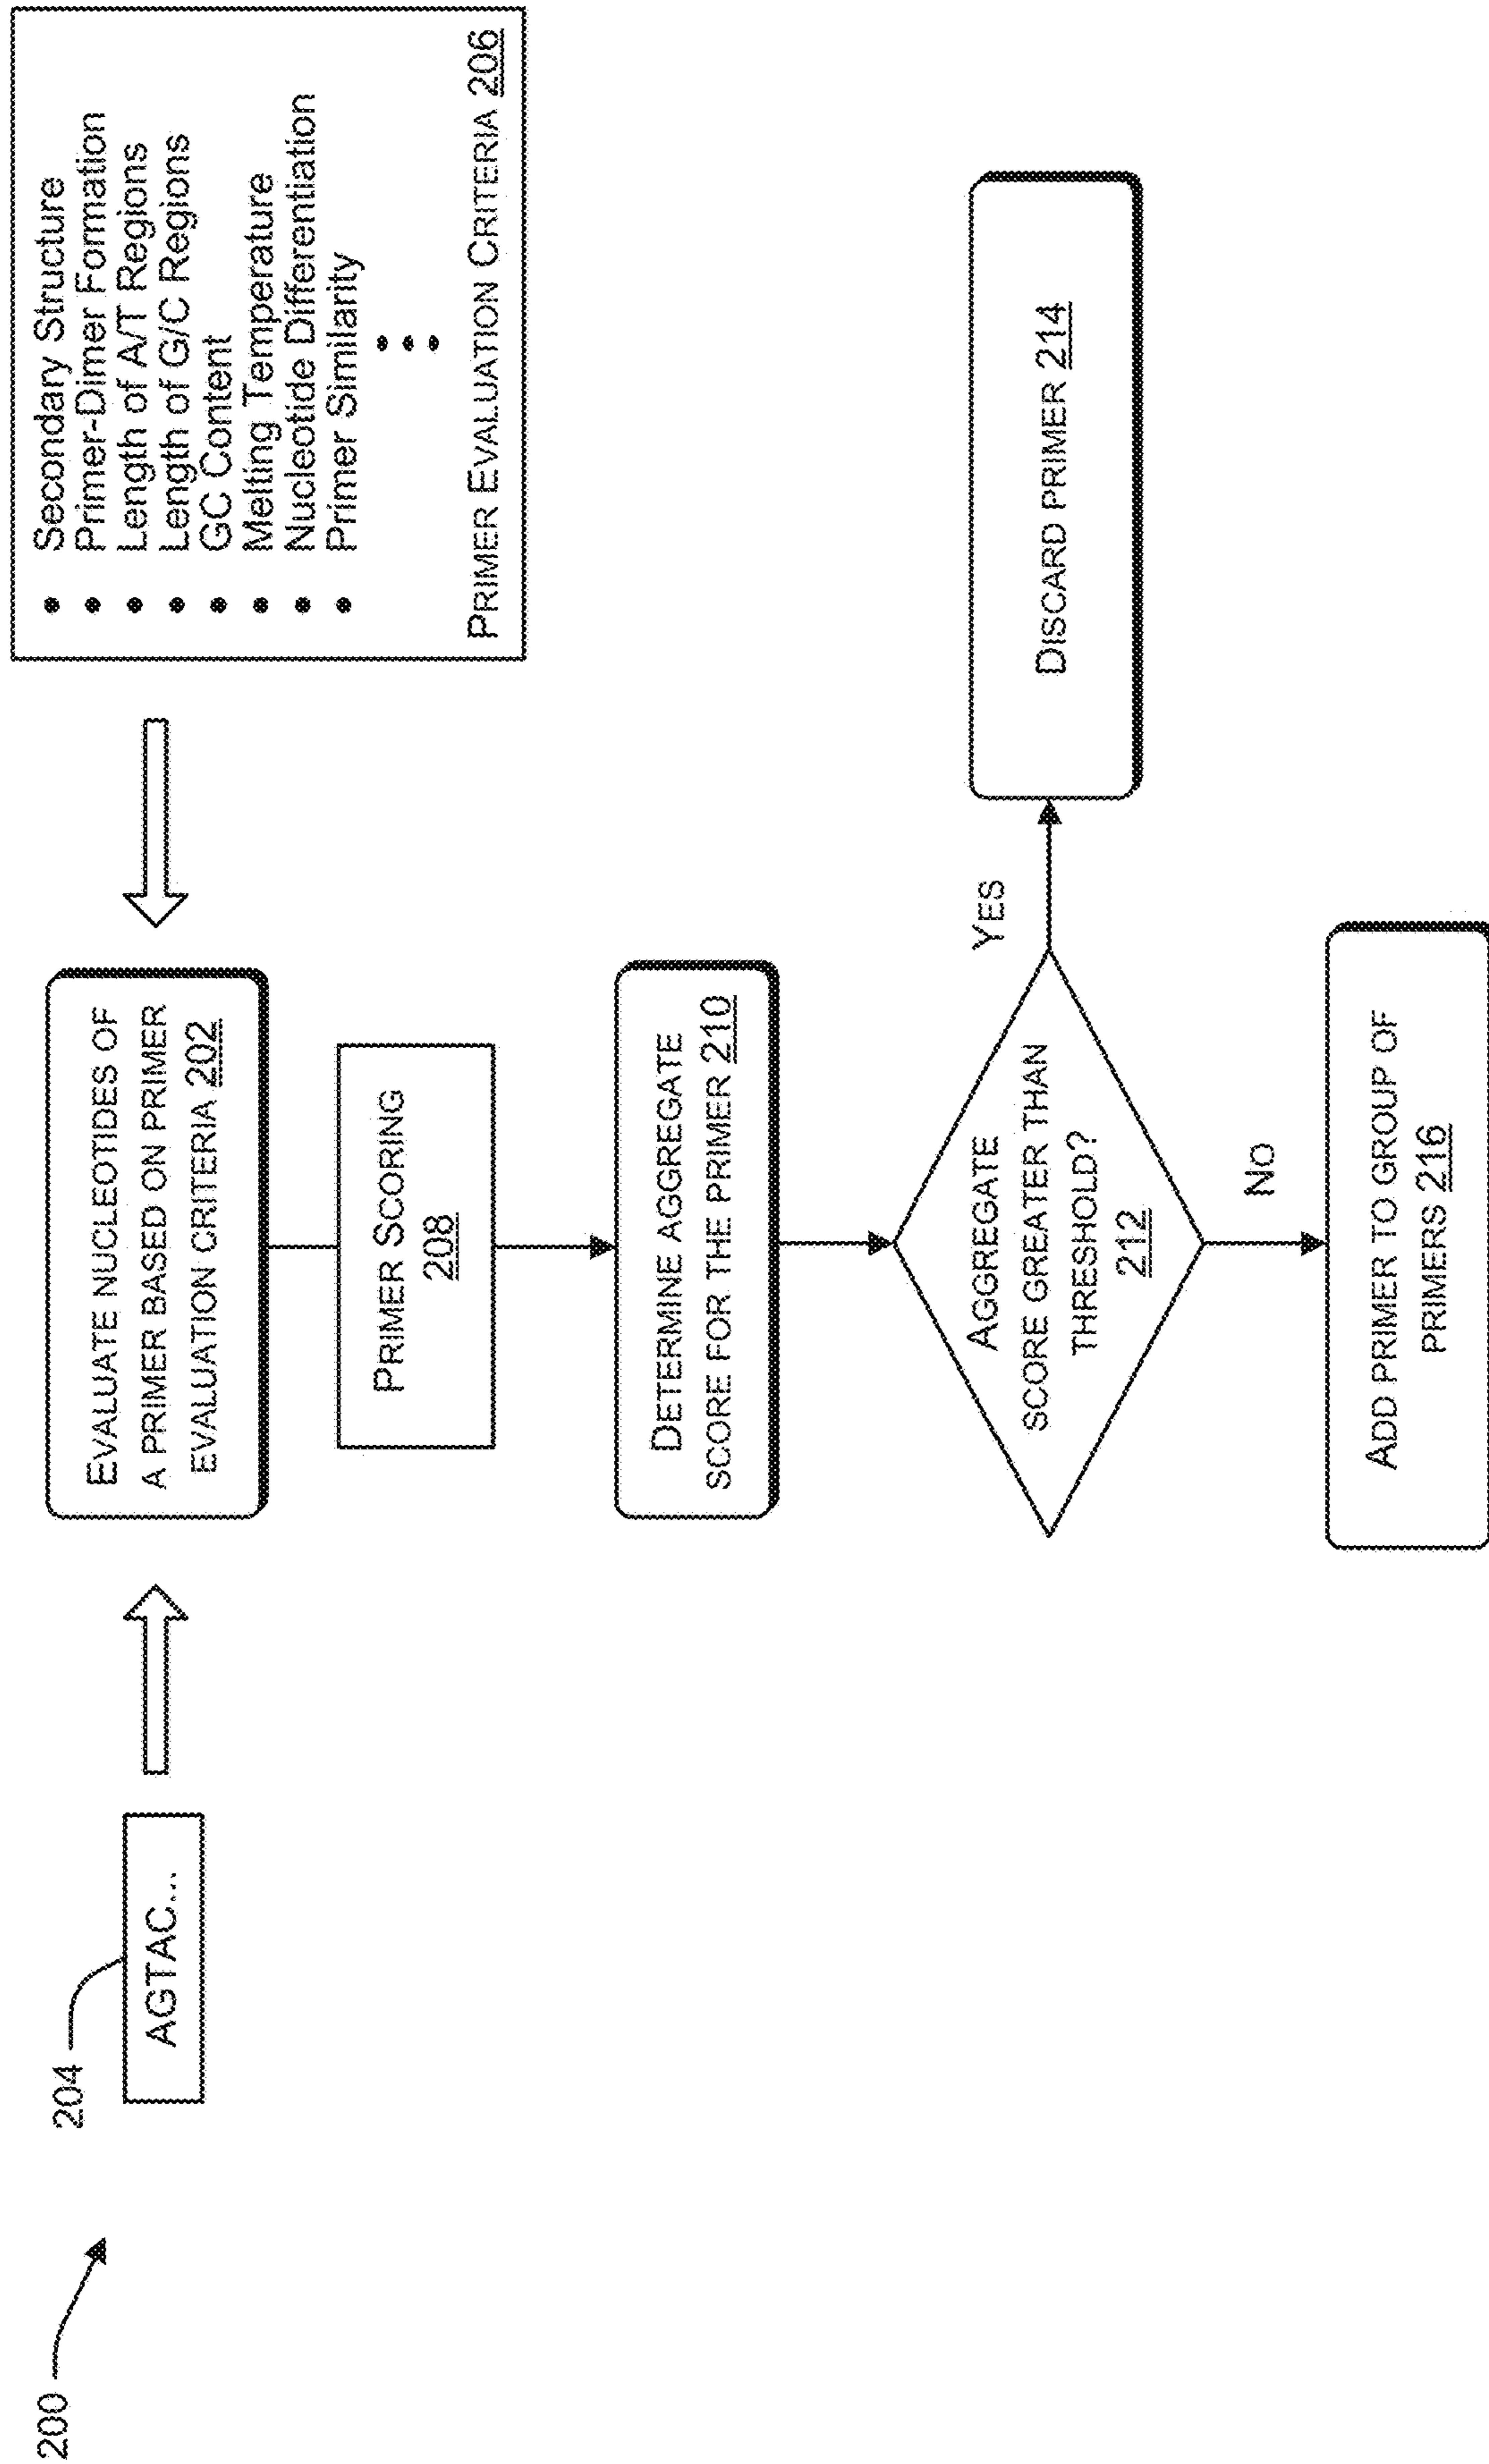 200
204
AGTAC...
EVALUATE NUCLEOTIDES OF
A PRIMER BASED ON PRIMER
EVALUATION CRITERIA 202
• Secondary Structure
• Primer-Dimer Formation
• Length of A/T Regions
• Length of G/C Regions
• GC Content
• Melting Temperature
• Nucleotide Differentiation
• Primer Similarity
PRIMER EVALUATION CRITERIA 206
PRIMER SCORING
208
DETERMINE AGGREGATE
SCORE FOR THE PRIMER 210
AGGREGATE
SCORE GREATER THAN
THRESHOLD?
212
YES
DISCARD PRIMER 214
NO
ADD PRIMER TO GROUP OF
PRIMERS 216